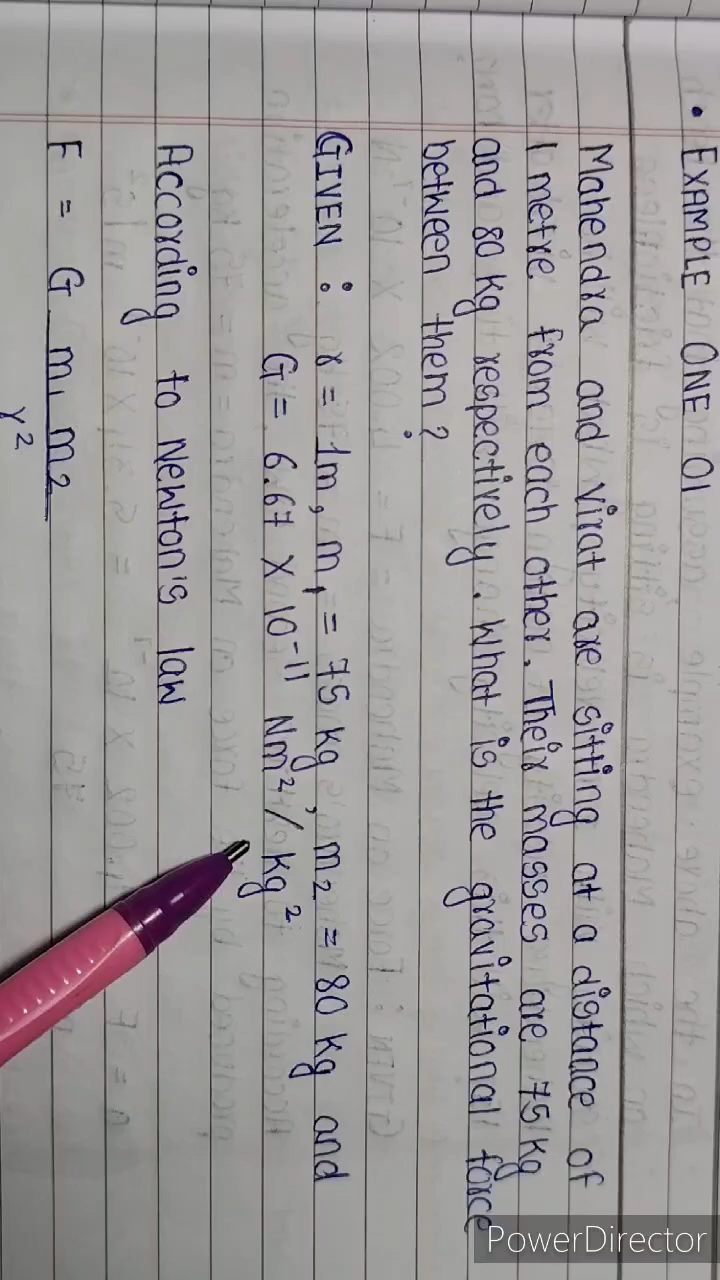 • EXAMPLE ONE 01
Mahendra and Virat are sitting at a distance of
1 metre from each other. Their masses are 75 kg
and 80 kg respectively. What is the gravitational force
between them?
GIVEN : r = 1m, m₁ = 75 kg, m₂ = 80 kg and
G = 6.67 X 10⁻¹¹ Nm²/kg²
According to Newton's law
F = G m₁ m₂
r²
PowerDirector